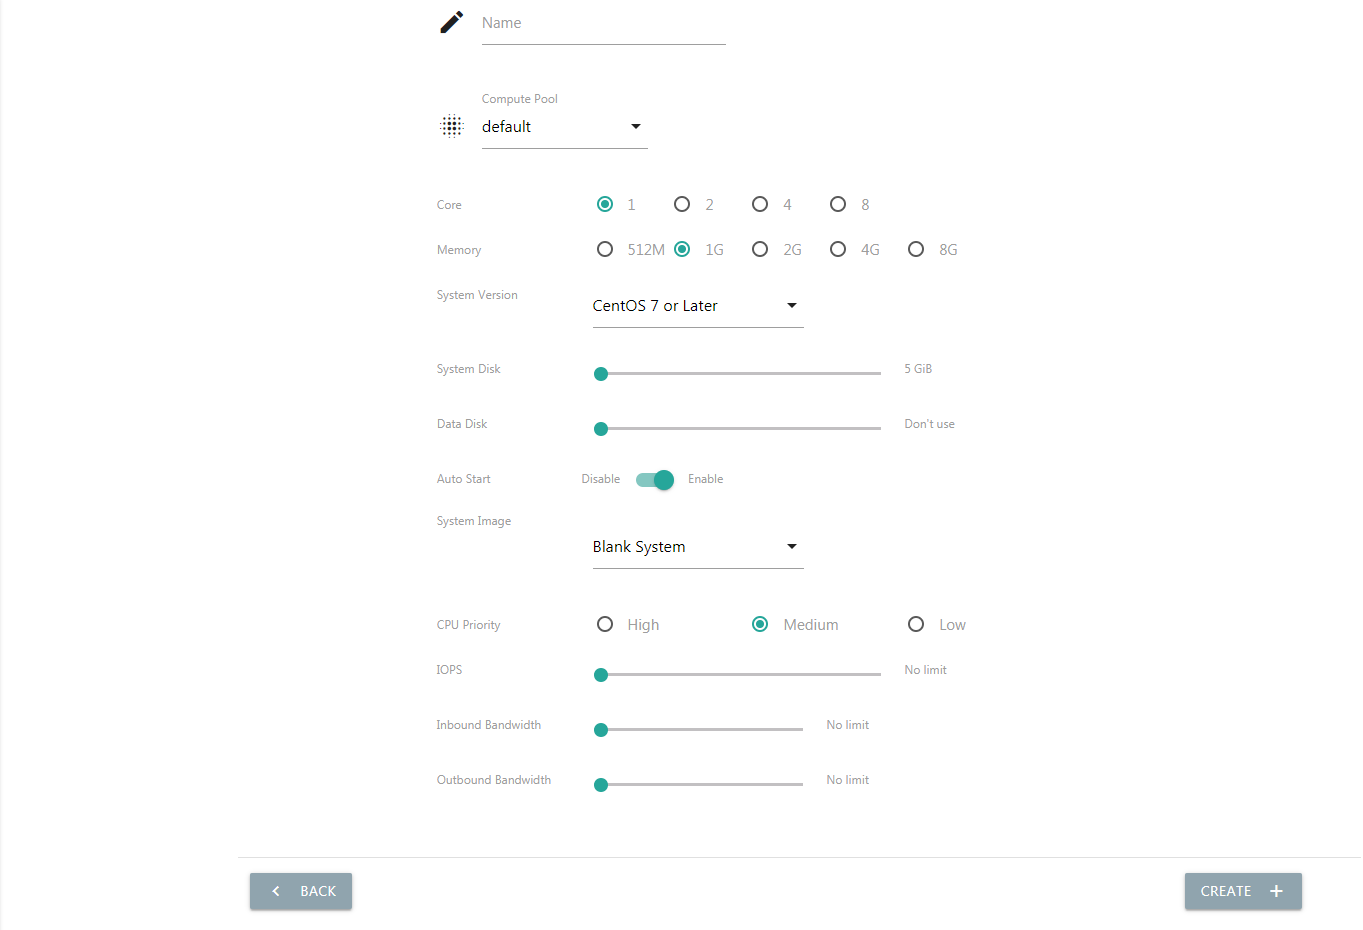 Name
Compute Pool
default
Core 1 2 4 8
Memory 512M 1G 2G 4G 8G
System Version
CentOS 7 or Later
System Disk 5 GiB
Data Disk Don't use
Auto Start Disable Enable
System Image
Blank System
CPU Priority High Medium Low
IOPS No limit
Inbound Bandwidth No limit
Outbound Bandwidth No limit
BACK CREATE